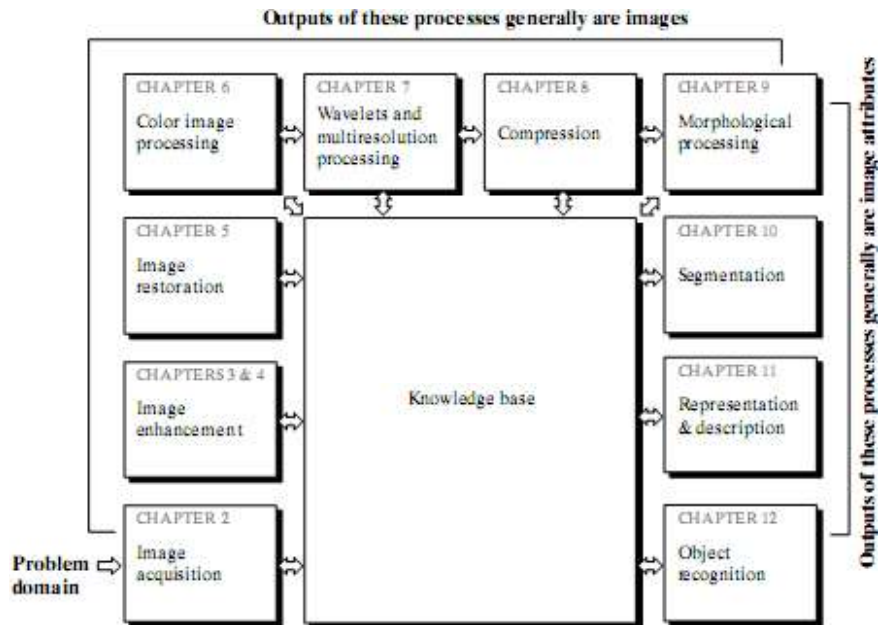 Outputs of these processes generally are images
CHAPTER 6
Color image
processing
CHAPTER 7
Wavelets and
multiresolution
processing
CHAPTER 8
Compression
CHAPTER 9
Morphological
processing
CHAPTER 5
Image
restoration
CHAPTERS 3 & 4
Image
enhancement
CHAPTER 2
Image
acquisition
Problem
domain
Knowledge base
CHAPTER 10
Segmentation
CHAPTER 11
Representation
& description
CHAPTER 12
Object
recognition
Outputs of these processes generally are image attributes